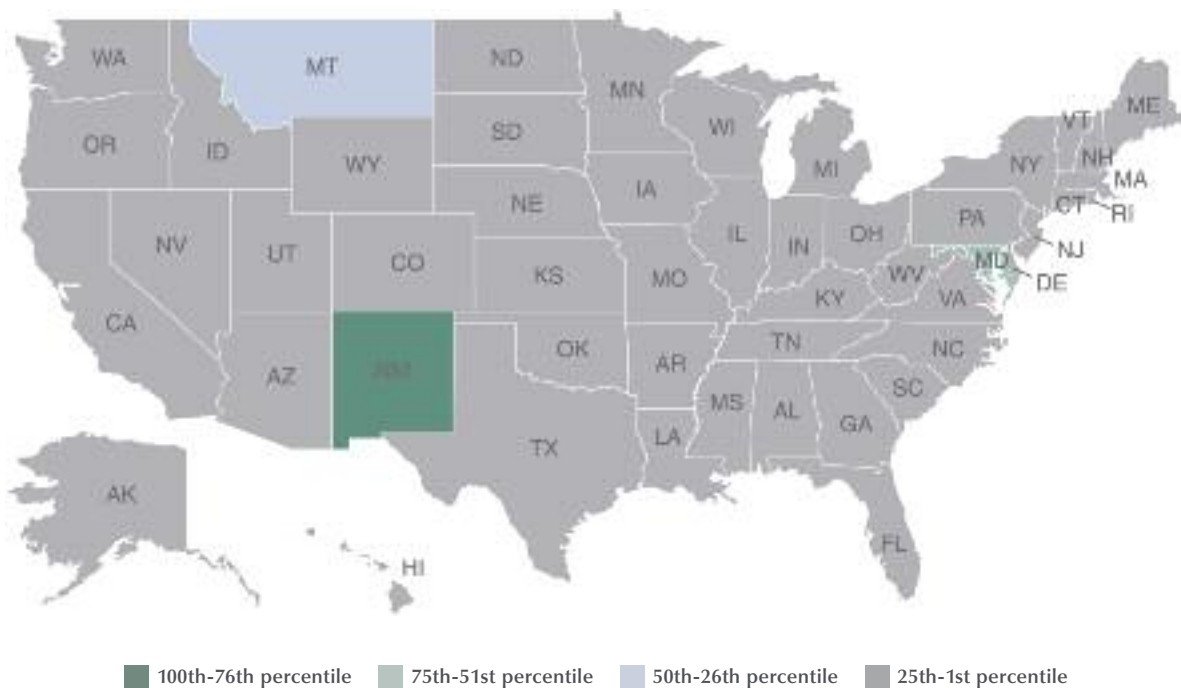 WA
MT
ND
MN
ME
OR
ID
SD
WI
VT
WY
MI
NY
NH
MA
IA
NE
CT
RI
PA
NV
UT
CO
IL
IN
OH
NJ
KS
MO
WV
MD
DE
KY
VA
CA
AZ
NM
OK
AR
TN
NC
SC
MS
AL
GA
TX
LA
AK
FL
HI
100th-76th percentile 75th-51st percentile 50th-26th percentile 25th-1st percentile